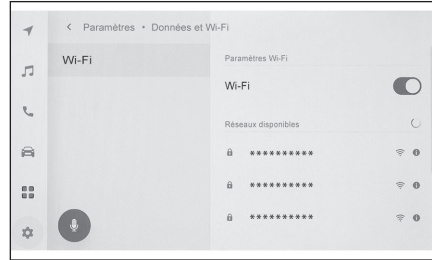 < Paramètres • Données et Wi-Fi
Wi-Fi
Paramètres Wi-Fi
Wi-Fi
Réseaux disponibles
**********
**********
**********